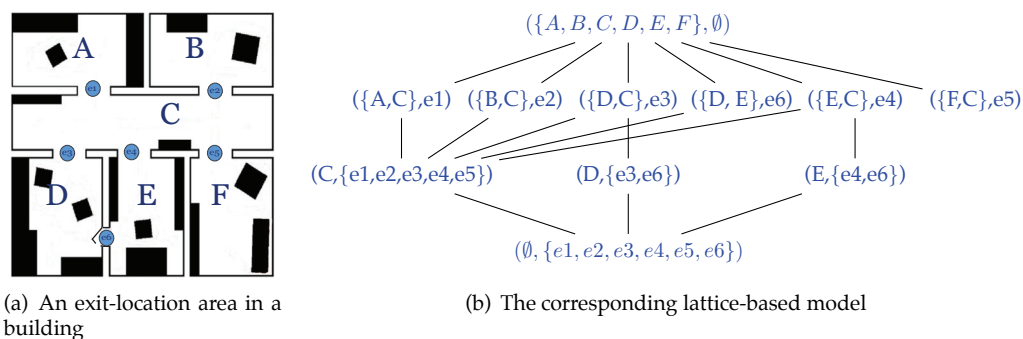 A
B
e1
e2
C
e3
e4
e5
D
E
F
e6
(a) An exit-location area in a
building
({A, B, C, D, E, F}, ∅)
({A,C},e1) ({B,C},e2) ({D,C},e3) ({D, E},e6) ({E,C},e4) ({F,C},e5)
(C,{e1,e2,e3,e4,e5}) (D,{e3,e6}) (E,{e4,e6})
(∅, {e1, e2, e3, e4, e5, e6})
(b) The corresponding lattice-based model